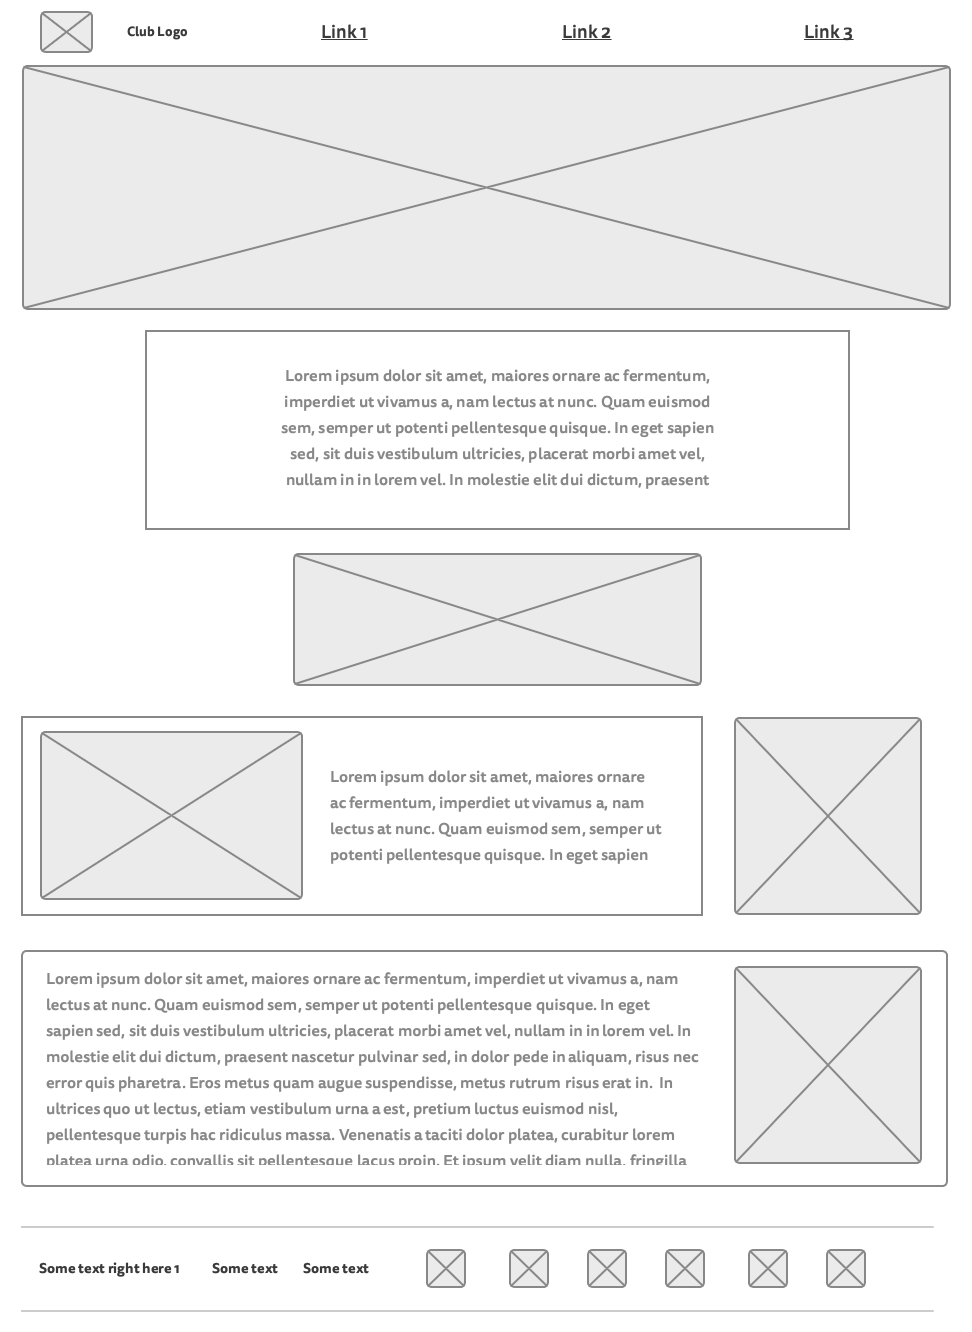 Club Logo
Link 1
Link 2
Link 3
Lorem ipsum dolor sit amet, maiores ornare ac fermentum,
imperdiet ut vivamus a, nam lectus at nunc. Quam euismod
sem, semper ut potenti pellentesque quisque. In eget sapien
sed, sit duis vestibulum ultricies, placerat morbi amet vel,
nullam in in lorem vel. In molestie elit dui dictum, praesent
Lorem ipsum dolor sit amet, maiores ornare
ac fermentum, imperdiet ut vivamus a, nam
lectus at nunc. Quam euismod sem, semper ut
potenti pellentesque quisque. In eget sapien
Lorem ipsum dolor sit amet, maiores ornare ac fermentum, imperdiet ut vivamus a, nam
lectus at nunc. Quam euismod sem, semper ut potenti pellentesque quisque. In eget
sapien sed, sit duis vestibulum ultricies, placerat morbi amet vel, nullam in in lorem vel. In
molestie elit dui dictum, praesent nascetur pulvinar sed, in dolor pede in aliquam, risus nec
error quis pharetra. Eros metus quam augue suspendisse, metus rutrum risus erat in. In
ultrices quo ut lectus, etiam vestibulum urna a est, pretium luctus euismod nisl,
pellentesque turpis hac ridiculus massa. Venenatis a taciti dolor platea, curabitur lorem
platea urna odio, convallis sit pellentesque lacus proin. Et ipsum velit diam nulla, fringilla
Some text right here 1
Some text
Some text